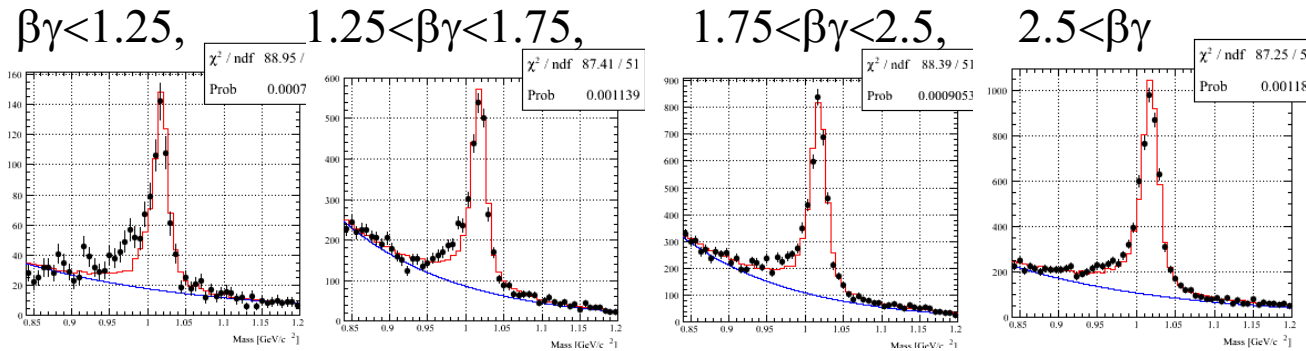 βγ<1.25, 1.25<βγ<1.75, 1.75<βγ<2.5, 2.5<βγ
χ² / ndf 88.95 /
Prob 0.0007
160
140
120
100
80
60
40
20
0
0.85 0.9 0.95 1 1.05 1.1 1.15 1.2
Mass [GeV/c²]
χ² / ndf 87.41 / 51
Prob 0.001139
600
500
400
300
200
100
0
0.85 0.9 0.95 1 1.05 1.1 1.15 1.2
Mass [GeV/c²]
χ² / ndf 88.39 / 51
Prob 0.0009053
900
800
700
600
500
400
300
200
100
0
0.85 0.9 0.95 1 1.05 1.1 1.15 1.2
Mass [GeV/c²]
χ² / ndf 87.25 / 5
Prob 0.00118
1000
800
600
400
200
0
0.85 0.9 0.95 1 1.05 1.1 1.15 1.2
Mass [GeV/c²]